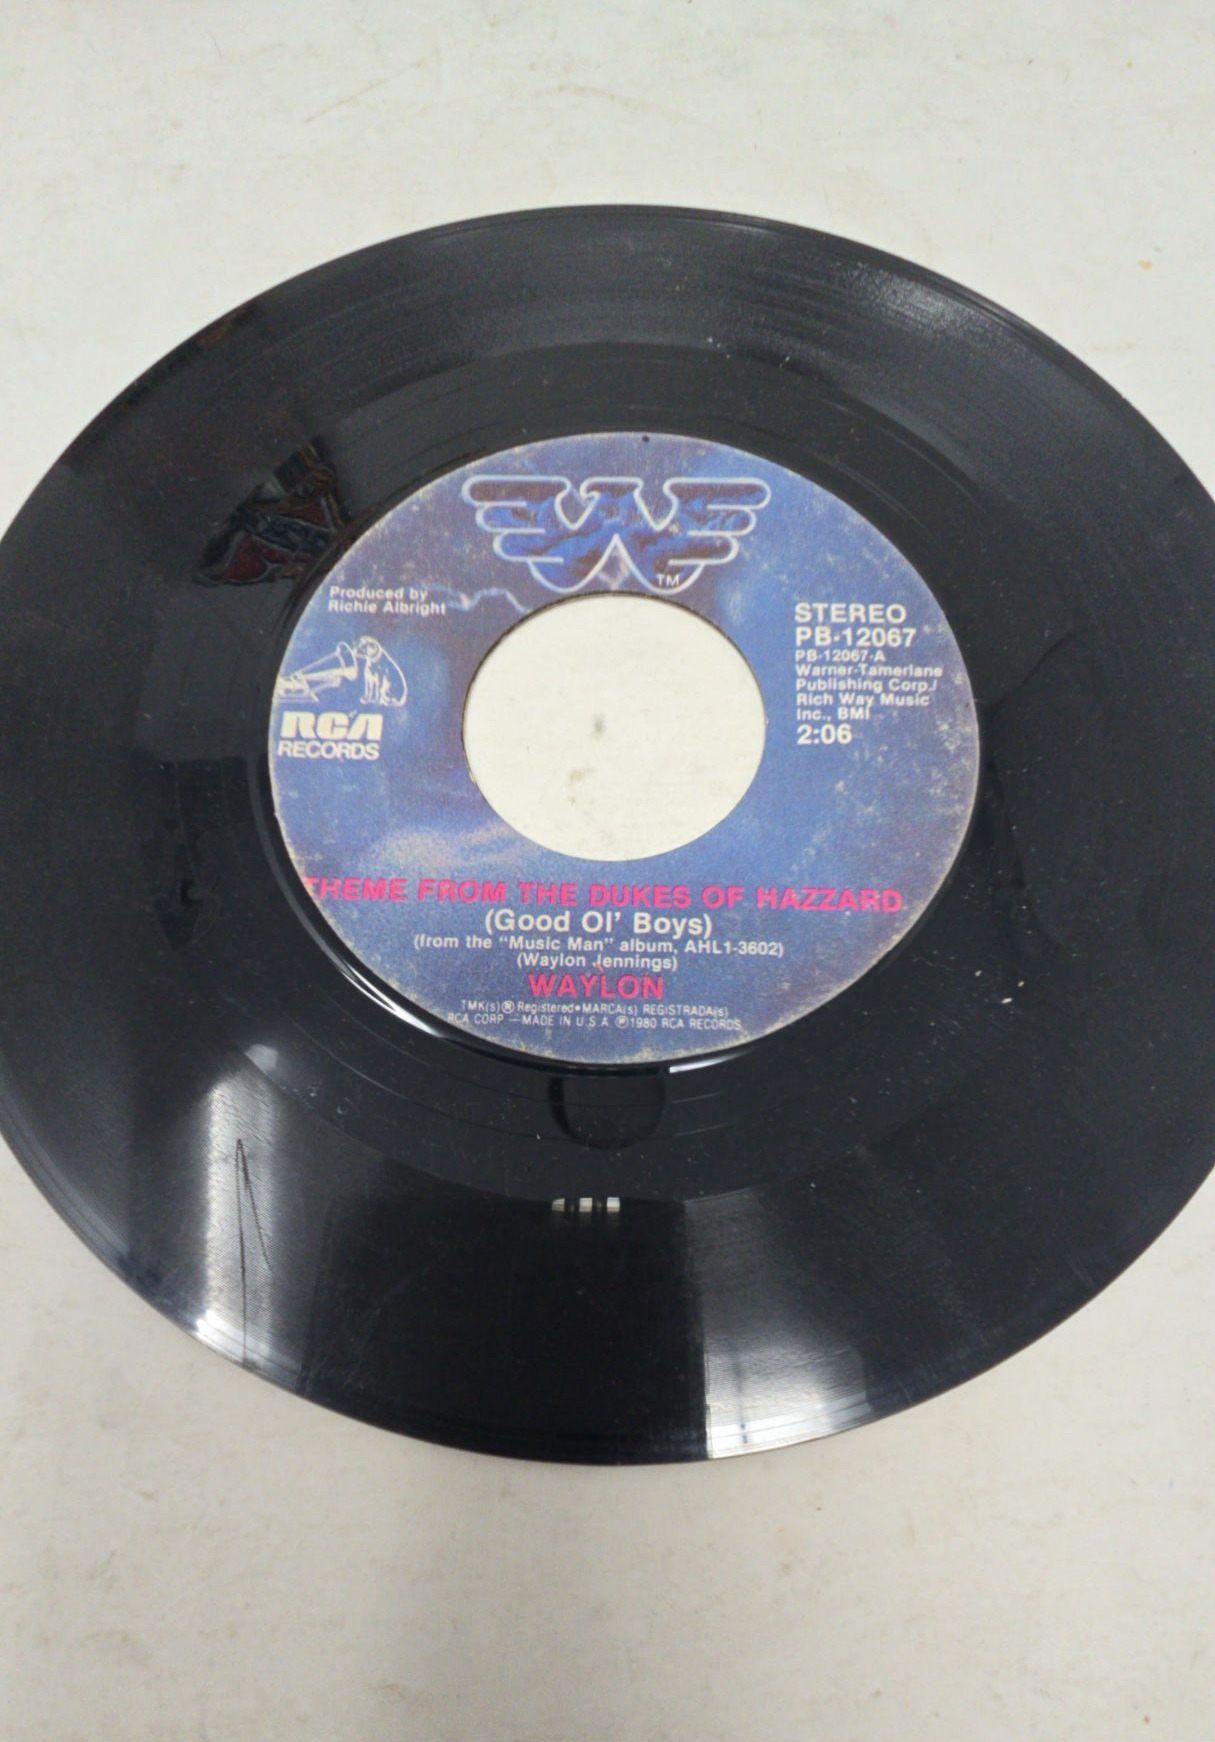 TM
Produced by
Richie Albright
RCA
RECORDS
STEREO
PB-12067
PB-12067-A
Warner-Tamerlane
Publishing Corp./
Rich Way Music
Inc., BMI
2:06
THEME FROM THE DUKES OF HAZZARD
(Good Ol' Boys)
(from the "Music Man" album, AHL1-3602)
(Waylon Jennings)
WAYLON
TMK(s) ® Registered•MARCA(s) REGISTRADA(s)
RCA CORP.—MADE IN U.S.A. ℗1980 RCA RECORDS